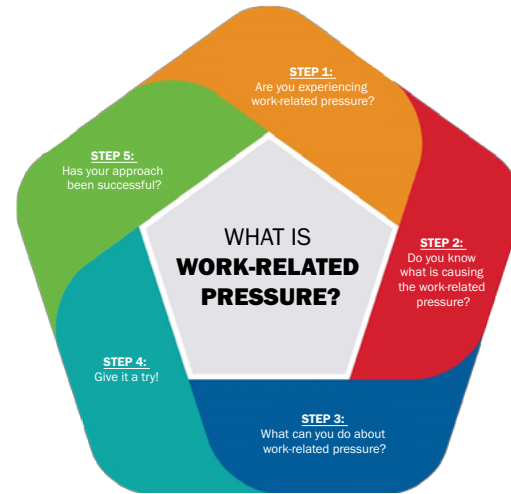 STEP 1:
Are you experiencing
work-related pressure?
STEP 2:
Do you know
what is causing
the work-related
pressure?
STEP 3:
What can you do about
work-related pressure?
STEP 4:
Give it a try!
STEP 5:
Has your approach
been successful?
WHAT IS
WORK-RELATED
PRESSURE?